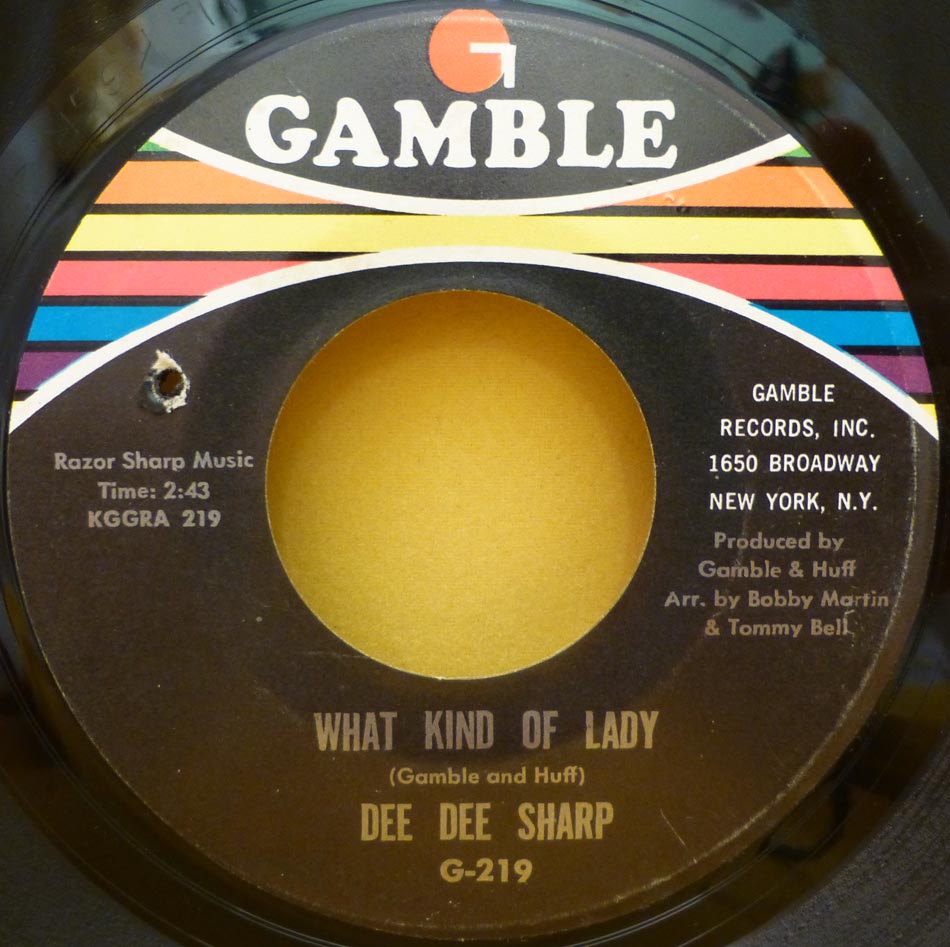 G
GAMBLE
Razor Sharp Music
Time: 2:43
KGGRA 219
GAMBLE
RECORDS, INC.
1650 BROADWAY
NEW YORK, N.Y.
Produced by
Gamble & Huff
Arr. by Bobby Martin
& Tommy Bell
WHAT KIND OF LADY
(Gamble and Huff)
DEE DEE SHARP
G-219